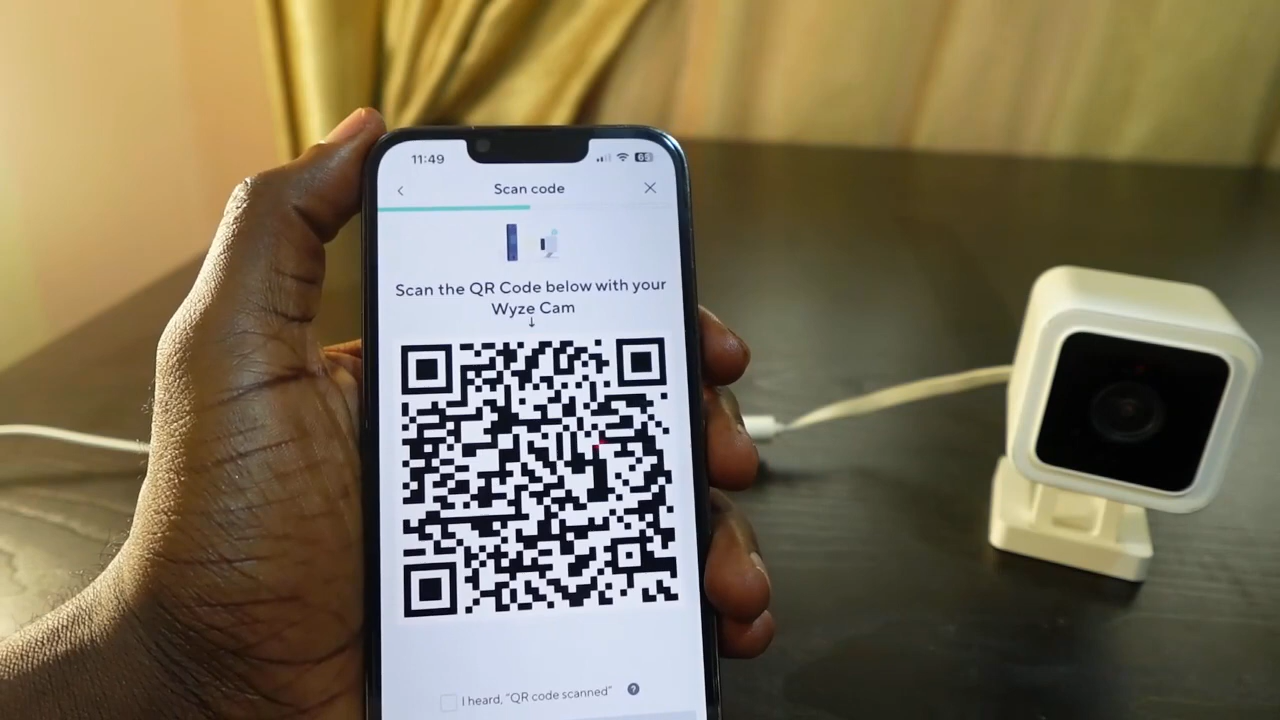 11:49
Scan code
Scan the QR Code below with your
Wyze Cam
I heard, "QR code scanned"